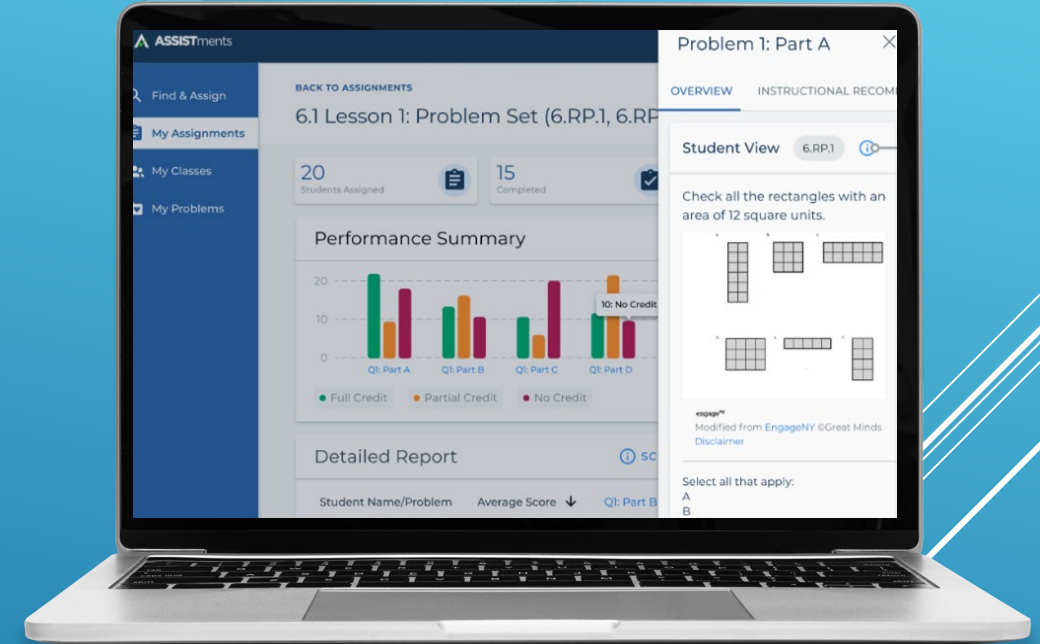 ASSISTments
Find & Assign
My Assignments
My Classes
My Problems
BACK TO ASSIGNMENTS
6.1 Lesson 1: Problem Set (6.RP.1, 6.RP
20
Students Assigned
15
Completed
Performance Summary
20
10
0
10: No Credit
Q1: Part A
Q1: Part B
Q1: Part C
Q1: Part D
Full Credit
Partial Credit
No Credit
Detailed Report
SC
Student Name/Problem
Average Score
Q1: Part B
Problem 1: Part A
OVERVIEW
INSTRUCTIONAL RECOM
Student View
6.RP.1
Check all the rectangles with an
area of 12 square units.
engage
Modified from EngageNY ©Great Minds
Disclaimer
Select all that apply:
A
B